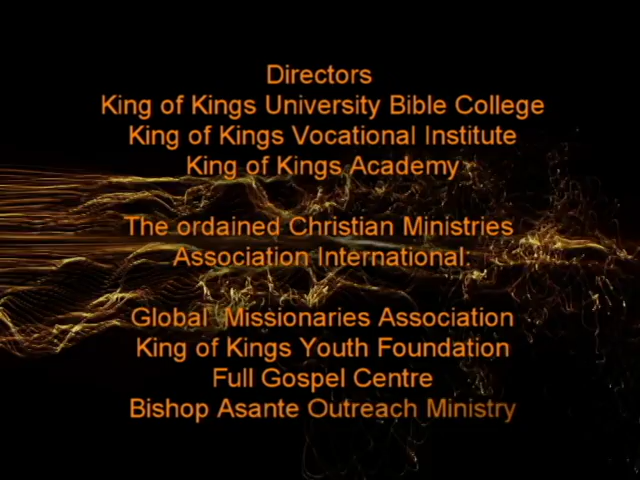 Directors
King of Kings University Bible College
King of Kings Vocational Institute
King of Kings Academy
The ordained Christian Ministries
Association International:
Global  Missionaries Association
King of Kings Youth Foundation
Full Gospel Centre
Bishop Asante Outreach Ministry